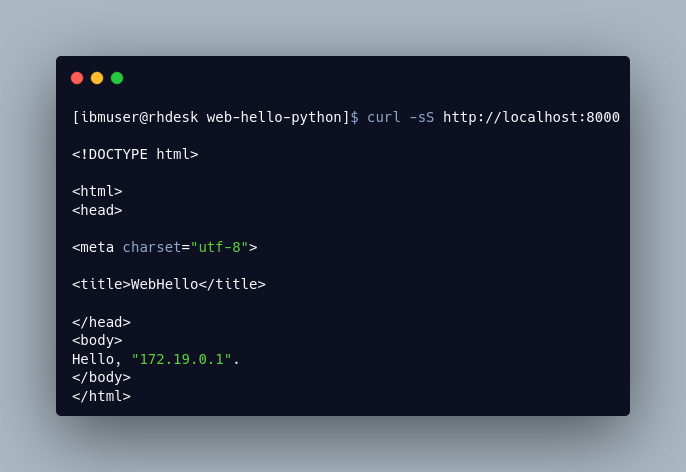 [ibmuser@rhdesk web-hello-python]$ curl -sS http://localhost:8000
<!DOCTYPE html>
<html>
<head>
<meta charset="utf-8">
<title>WebHello</title>
</head>
<body>
Hello, "172.19.0.1".
</body>
</html>